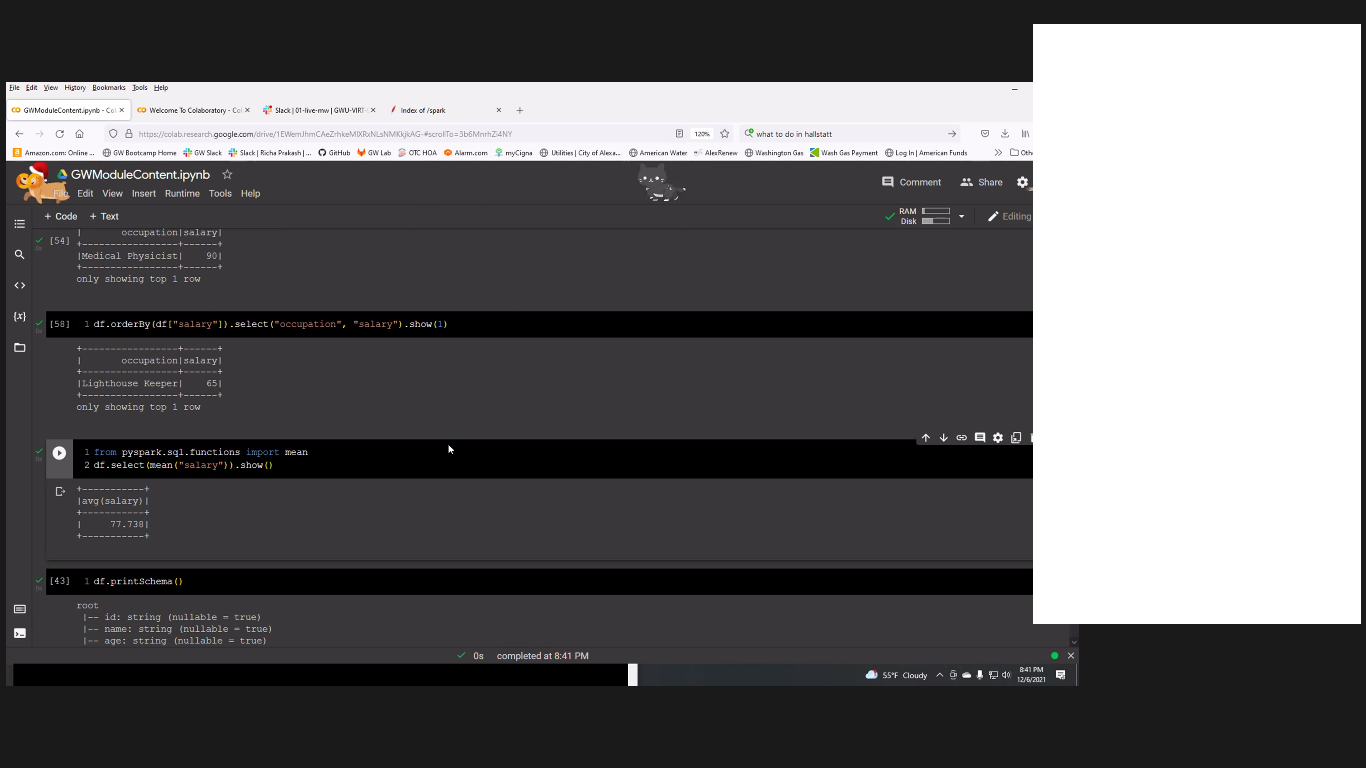 File Edit View History Bookmarks Tools Help
GWModuleContent.ipynb - Col Welcome To Colaboratory - Col Slack | 01-live-mw | GWU-VIRT- Index of /spark
https://colab.research.google.com/drive/1EWemJhmCAeZrhkeMIXRxNLsNMKkjkAG-#scrollTo=3b6MnrhZi4NY 120% what to do in hallstatt
Amazon.com: Online ... GW Bootcamp Home GW Slack Slack | Richa Prakash | ... GitHub GW Lab OTC HOA Alarm.com myCigna Utilities | City of Alexa... American Water AlexRenew Washington Gas Wash Gas Payment Log In | American Funds
GWModuleContent.ipynb
Edit View Insert Runtime Tools Help
Comment Share
+ Code + Text
RAM
Disk
Editing
| occupation|salary|
[54] +-----------------+------+
|Medical Physicist| 90|
+-----------------+------+
only showing top 1 row
[58] 1 df.orderBy(df["salary"]).select("occupation", "salary").show(1)
+-----------------+------+
| occupation|salary|
+-----------------+------+
|Lighthouse Keeper| 65|
+-----------------+------+
only showing top 1 row
1 from pyspark.sql.functions import mean
2 df.select(mean("salary")).show()
+-----------+
|avg(salary)|
+-----------+
| 77.738|
+-----------+
[43] 1 df.printSchema()
root
|-- id: string (nullable = true)
|-- name: string (nullable = true)
|-- age: string (nullable = true)
0s completed at 8:41 PM
55°F Cloudy
8:41 PM
12/6/2021